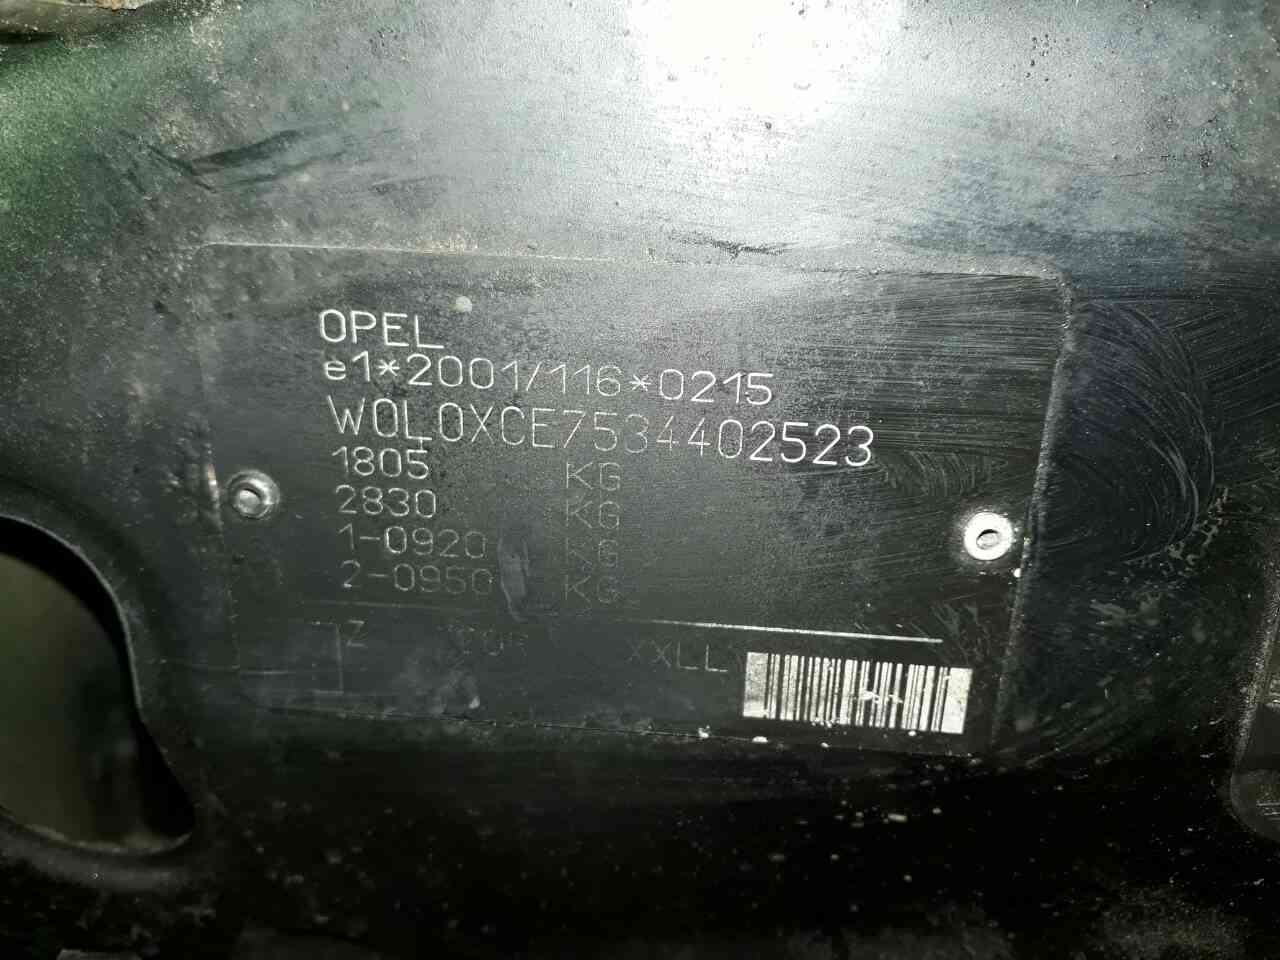 OPEL
e1*2001/116*0215
W0L0XCE7534402523
1805 KG
2830 KG
1-0920 KG
2-0950 KG
Z XXLL